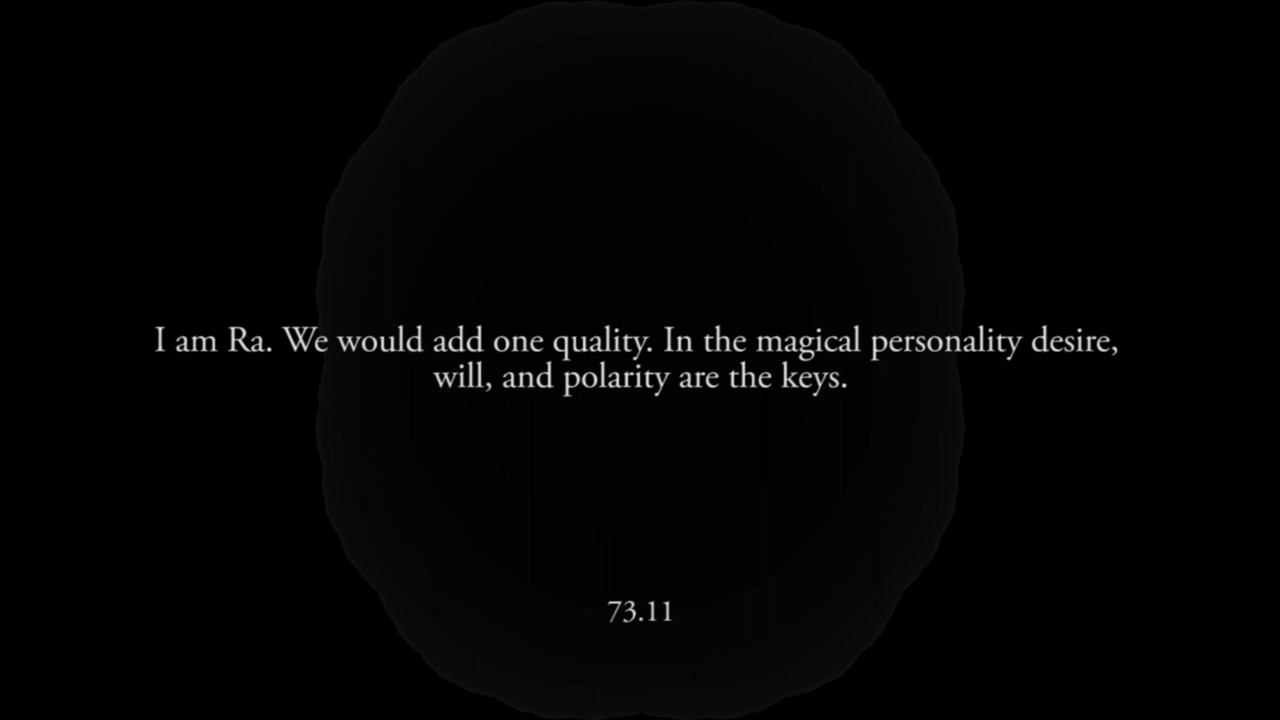 I am Ra. We would add one quality. In the magical personality desire,
will, and polarity are the keys.
73.11